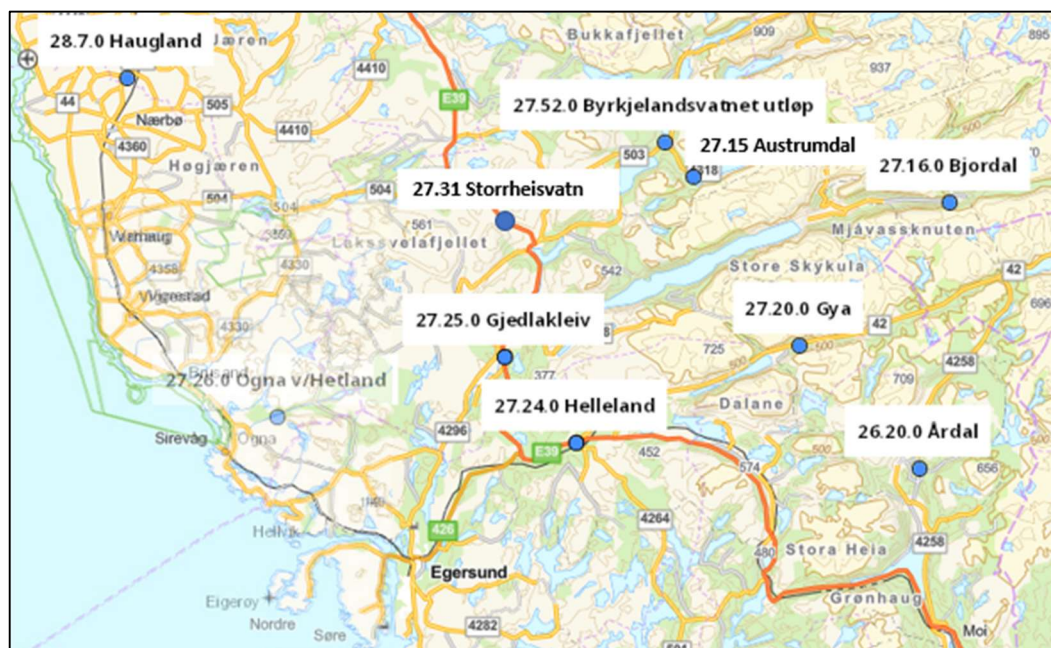 Bukkafjellet
909
895
28.7.0 Haugland
Jæren
4410
937
E39
44
505
27.52.0 Byrkjelandsvatnet utløp
Nærbø
4410
4360
503
27.15 Austrumdal
Høgjæren
4318
27.16.0 Bjordal
504
504
504
27.31 Storrheisvatn
561
Mjåvassknuten
Varhaug
Lakssvelafjellet
4358
4330
542
Store Skykula
42
Vigrestad
27.25.0 Gjedlakleiv
27.20.0 Gya
42
696
4330
725
500
4258
Brusand
377
709
27.26.0 Ogna v/Hetland
27.24.0 Helleland
Dalane
Sirevåg
Ogna
4296
26.20.0 Årdal
E39
452
574
656
Hellvik
426
4264
480
4258
Stora Heia
Egersund
Grønhaug
Eigerøy
Nordre
Søre
4282
Moi